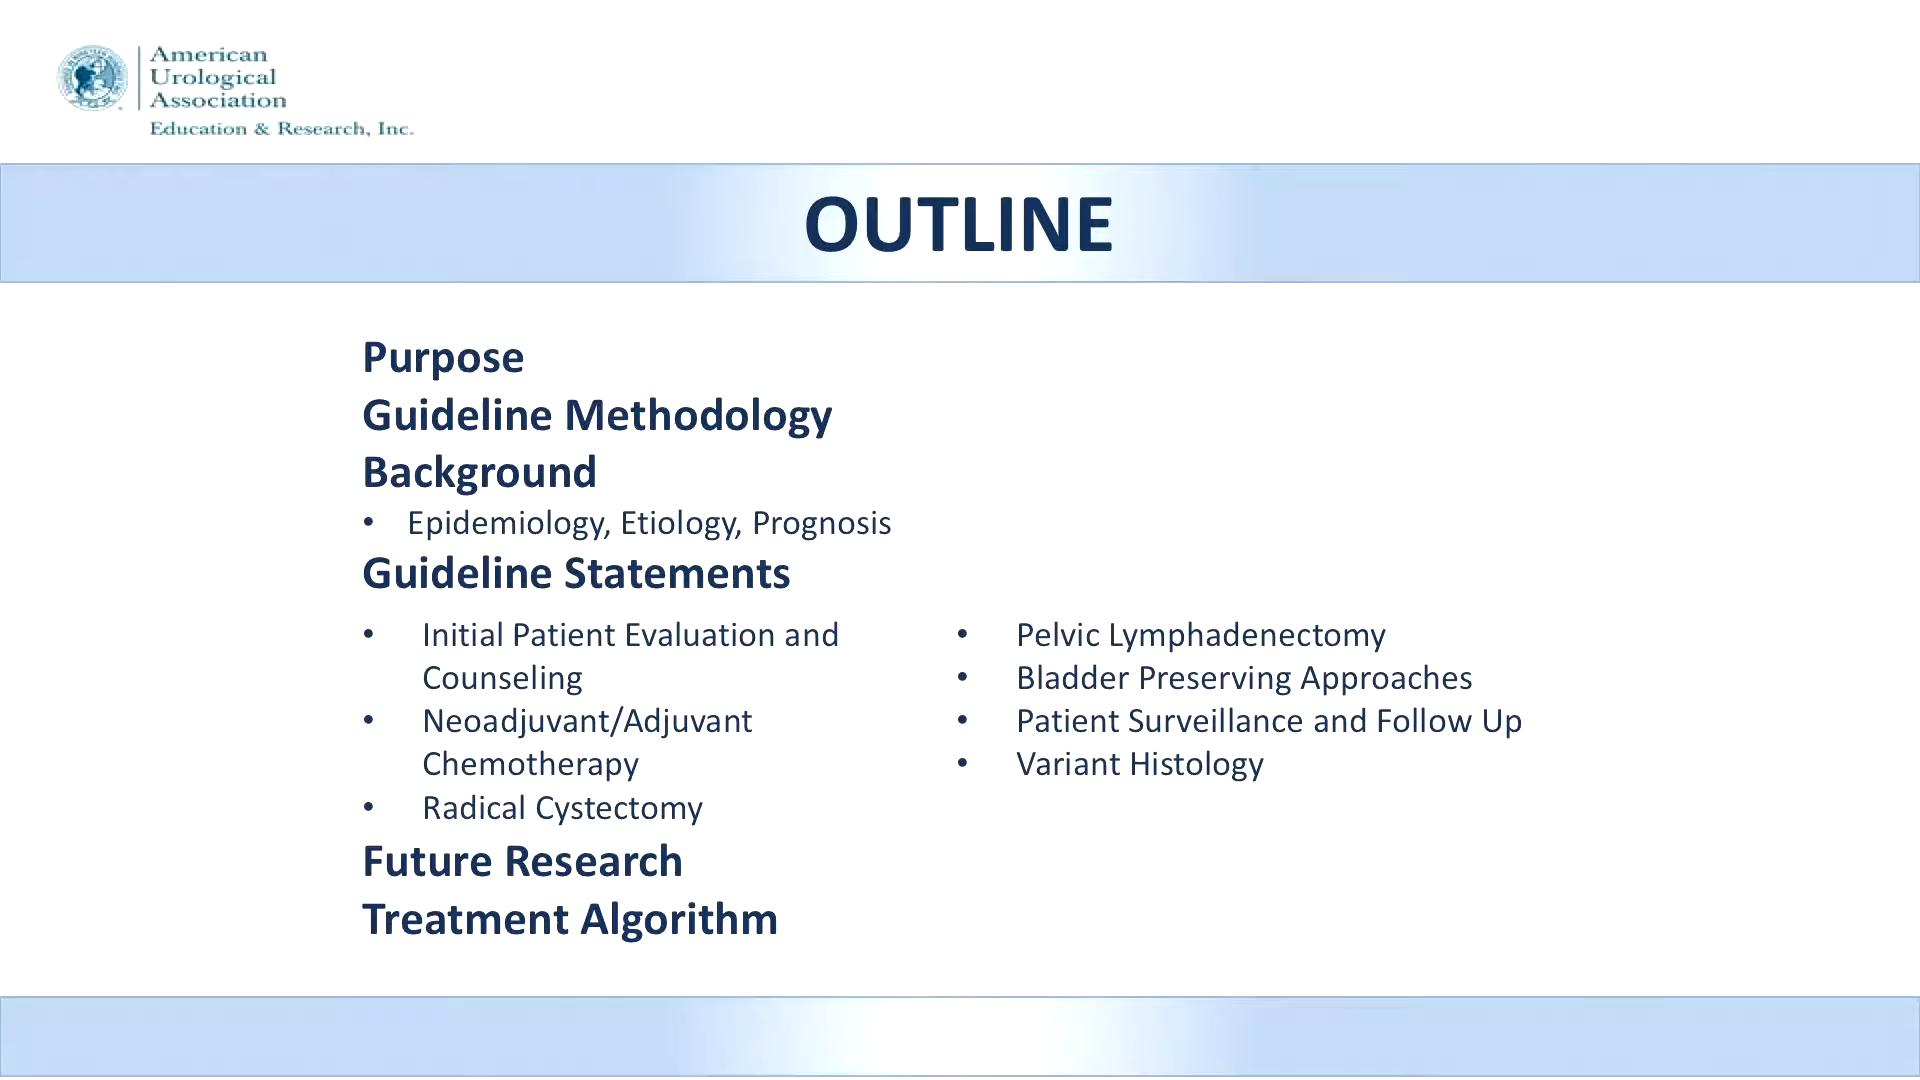 American
Urological
Association
Education & Research, Inc.
OUTLINE
Purpose
Guideline Methodology
Background
• Epidemiology, Etiology, Prognosis
Guideline Statements
• Initial Patient Evaluation and
Counseling
• Neoadjuvant/Adjuvant
Chemotherapy
• Radical Cystectomy
• Pelvic Lymphadenectomy
• Bladder Preserving Approaches
• Patient Surveillance and Follow Up
• Variant Histology
Future Research
Treatment Algorithm